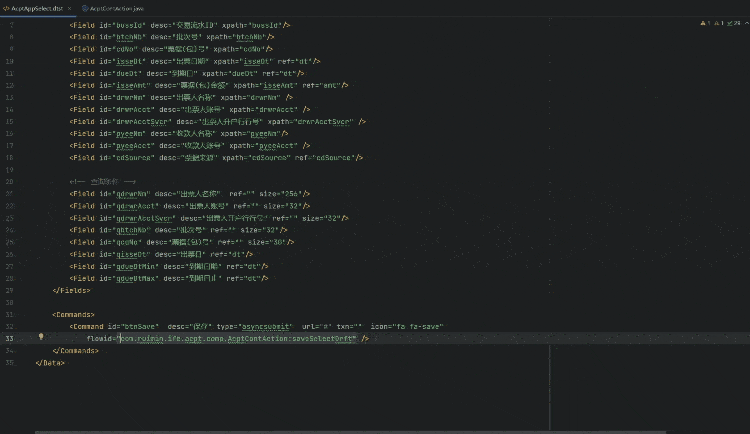 AcptAppSelect.dtst
AcptContAction.java
1 1 29
7 <Field id="bussId" desc="交易流水ID" xpath="bussId"/>
8 <Field id="btchNb" desc="批次号" xpath="btchNb"/>
9 <Field id="cdNo" desc="票据(包)号" xpath="cdNo"/>
10 <Field id="isseDt" desc="出票日期" xpath="isseDt" ref="dt"/>
11 <Field id="dueDt" desc="到期日" xpath="dueDt" ref="dt"/>
12 <Field id="isseAmt" desc="票据(包)金额" xpath="isseAmt" ref="amt"/>
13 <Field id="drwrNm" desc="出票人名称" xpath="drwrNm" />
14 <Field id="drwrAcct" desc="出票人账号" xpath="drwrAcct" />
15 <Field id="drwrAcctSvcr" desc="出票人开户行行号" xpath="drwrAcctSvcr" />
16 <Field id="pyeeNm" desc="收款人名称" xpath="pyeeNm"/>
17 <Field id="pyeeAcct" desc="收款人账号" xpath="pyeeAcct" />
18 <Field id="cdSource" desc="票据来源" xpath="cdSource" ref="cdSource"/>
19
20 <!-- 查询条件 -->
21 <Field id="qdrwrNm" desc="出票人名称" ref="" size="256"/>
22 <Field id="qdrwrAcct" desc="出票人账号" ref="" size="32"/>
23 <Field id="qdrwrAcctSvcr" desc="出票人开户行行号" ref="" size="32"/>
24 <Field id="qbtchNb" desc="批次号" ref="" size="32"/>
25 <Field id="qcdNo" desc="票据(包)号" ref="" size="30"/>
26 <Field id="qisseDt" desc="出票日" ref="dt"/>
27 <Field id="qdueDtMin" desc="到期日期" ref="dt"/>
28 <Field id="qdueDtMax" desc="到期日止" ref="dt"/>
29 </Fields>
30
31 <Commands>
32 <Command id="btnSave" desc="保存" type="asyncsubmit" url="#" txn="" icon="fa fa-save"
33 flowid="com.ruimin.ife.acpt.comp.AcptContAction:saveSelectDrft" />
34 </Commands>
35 </Data>